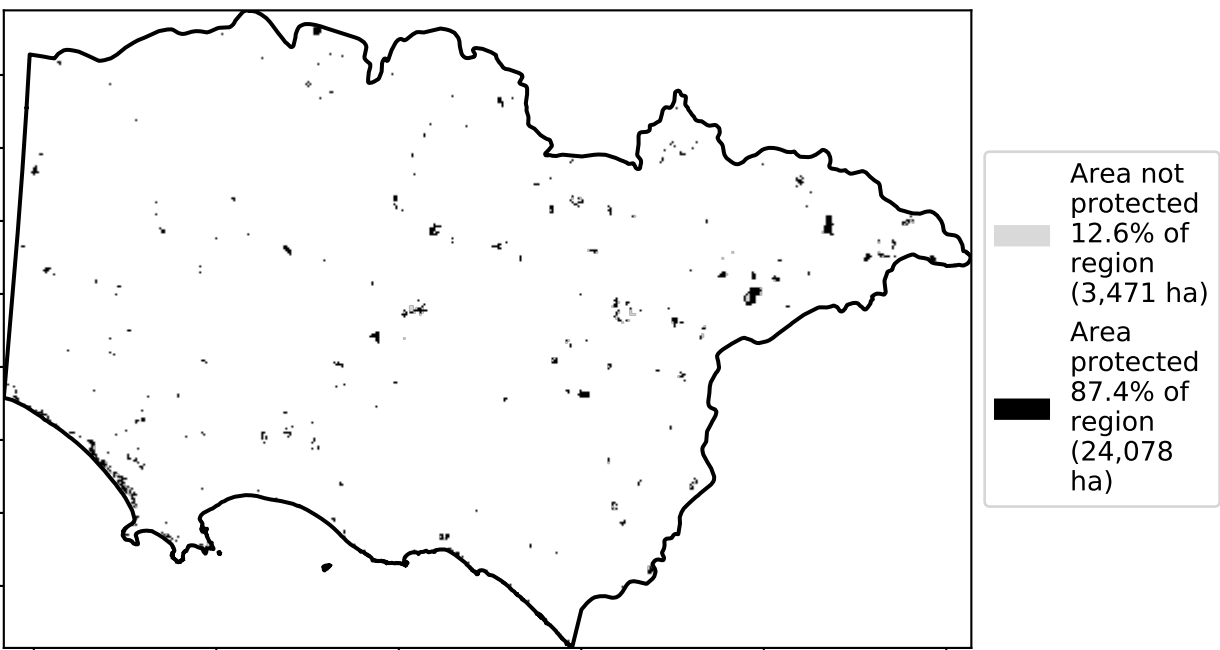 Area not
protected
12.6% of
region
(3,471 ha)
Area
protected
87.4% of
region
(24,078
ha)